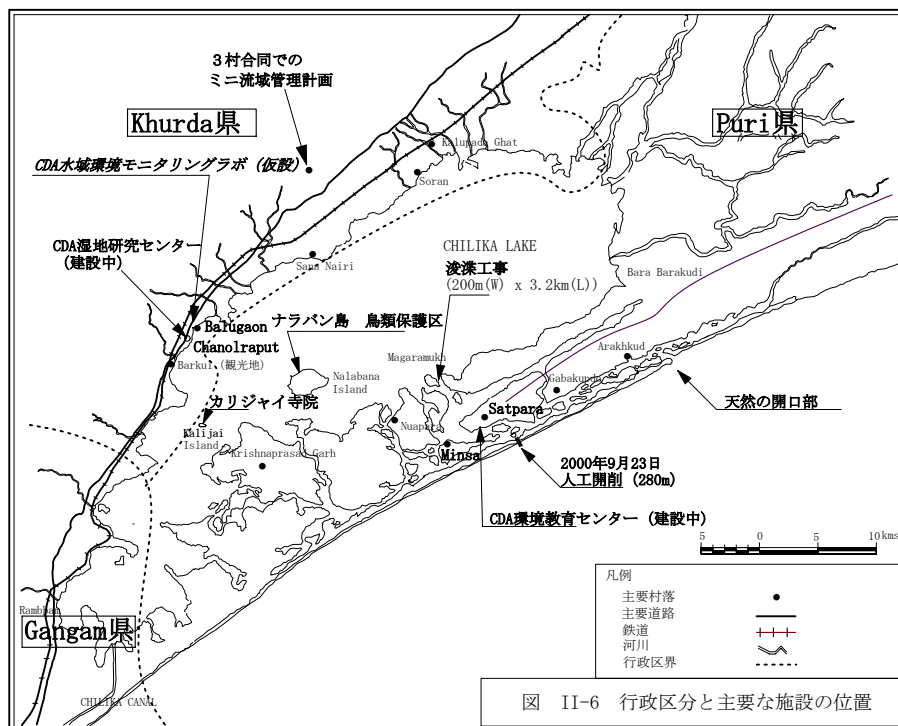 ３村合同での
ミニ流域管理計画
Khurda県
Puri県
Kalupada Ghat
CDA水域環境モニタリングラボ (仮設)
Soran
CDA湿地研究センター
(建設中)
CHILIKA LAKE
浚渫工事
(200m(W) x 3.2km(L))
Sana Nairi
Bara Barakudi
Balugaon
Chanolraput
ナラバン島　鳥類保護区
Magaramukh
Arakhkud
Barkul (観光地)
Nalabana
Island
Gabakunda
カリジャイ寺院
Satpara
天然の開口部
Kalijai
Island
Nuapara
Krishnaprasad Garh
Minsa
2000年9月23日
人工開削 (280m)
CDA環境教育センター (建設中)
5 0 5 10 kms
凡例
主要村落
主要道路
鉄道
河川
行政区界
Rambham
Gangam県
CHILIKA CANAL
図 II-6 行政区分と主要な施設の位置